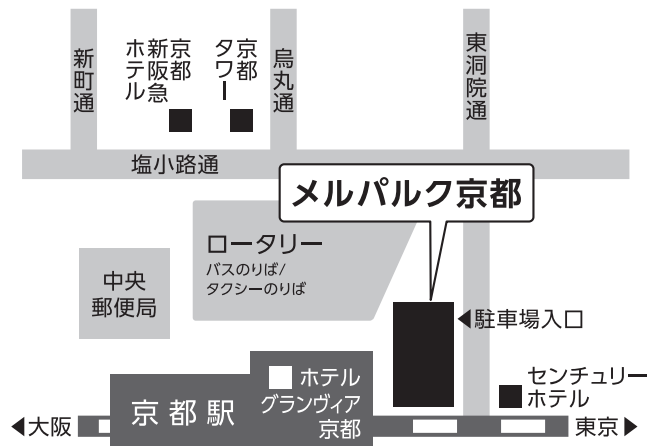 新町通
京都
新阪急
ホテル
京都
タワー
烏丸通
東洞院通
塩小路通
メルパルク京都
ロータリー
バスのりば/
タクシーのりば
中央
郵便局
◀駐車場入口
ホテル
グランヴィア
京都
センチュリー
ホテル
京都駅
◀大阪
東京▶